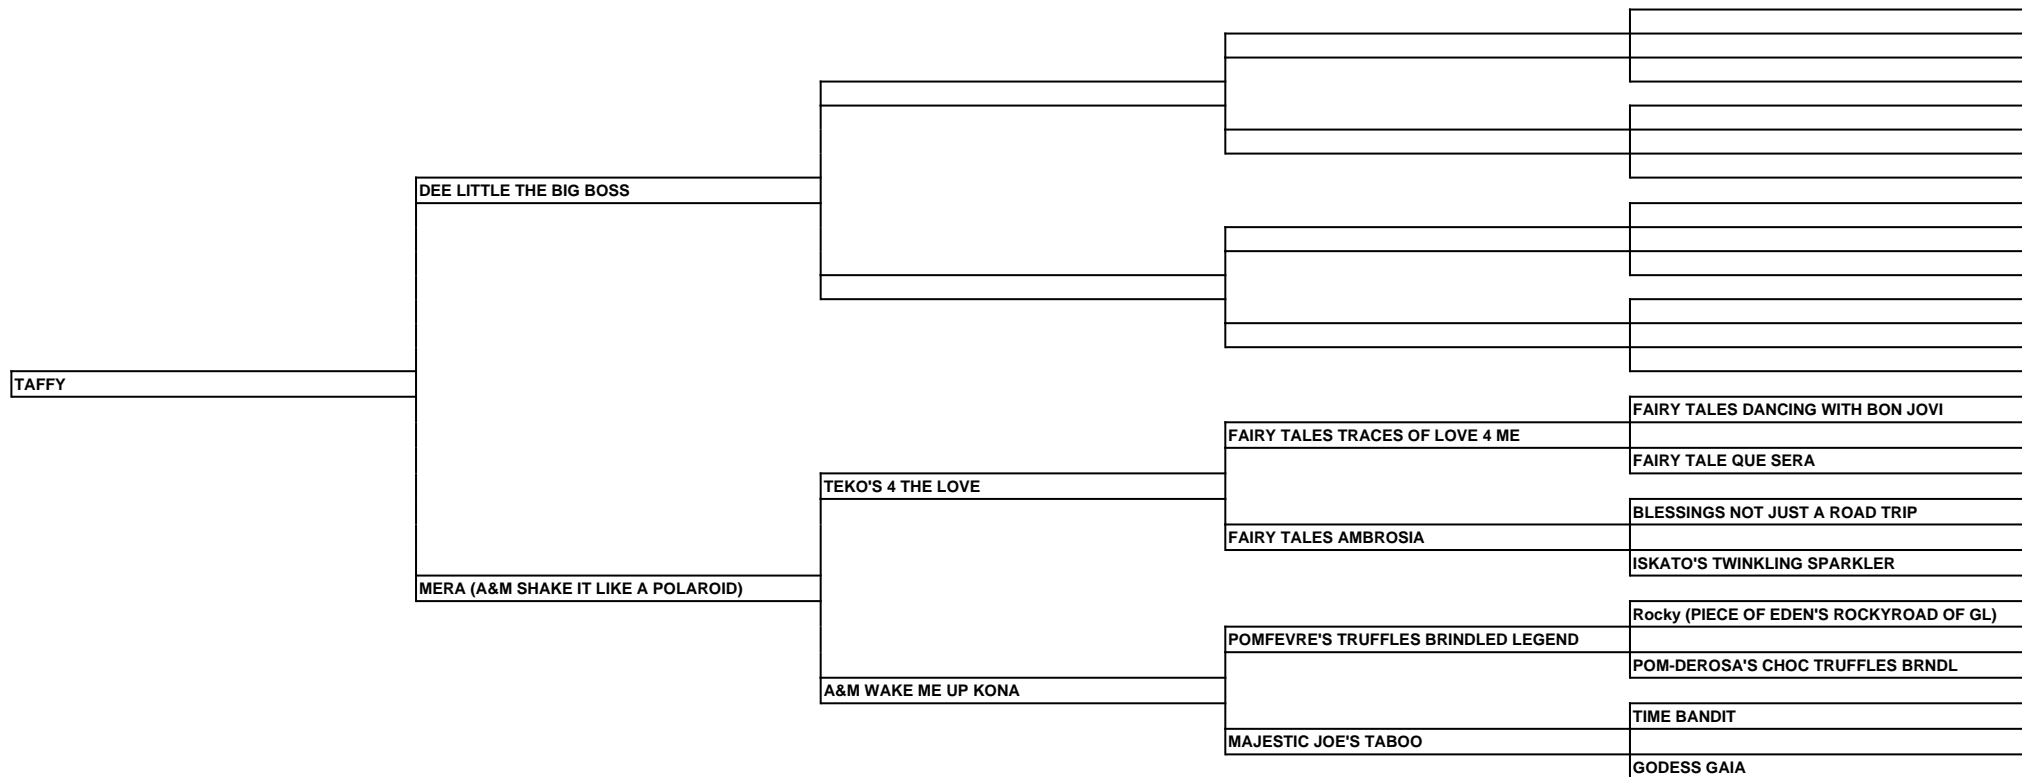 DEE LITTLE THE BIG BOSS
TAFFY
FAIRY TALES DANCING WITH BON JOVI
FAIRY TALES TRACES OF LOVE 4 ME
FAIRY TALE QUE SERA
TEKO'S 4 THE LOVE
BLESSINGS NOT JUST A ROAD TRIP
FAIRY TALES AMBROSIA
ISKATO'S TWINKLING SPARKLER
MERA (A&M SHAKE IT LIKE A POLAROID)
Rocky (PIECE OF EDEN'S ROCKYROAD OF GL)
POMFEVRE'S TRUFFLES BRINDLED LEGEND
POM-DEROSA'S CHOC TRUFFLES BRNDL
A&M WAKE ME UP KONA
TIME BANDIT
MAJESTIC JOE'S TABOO
GODESS GAIA